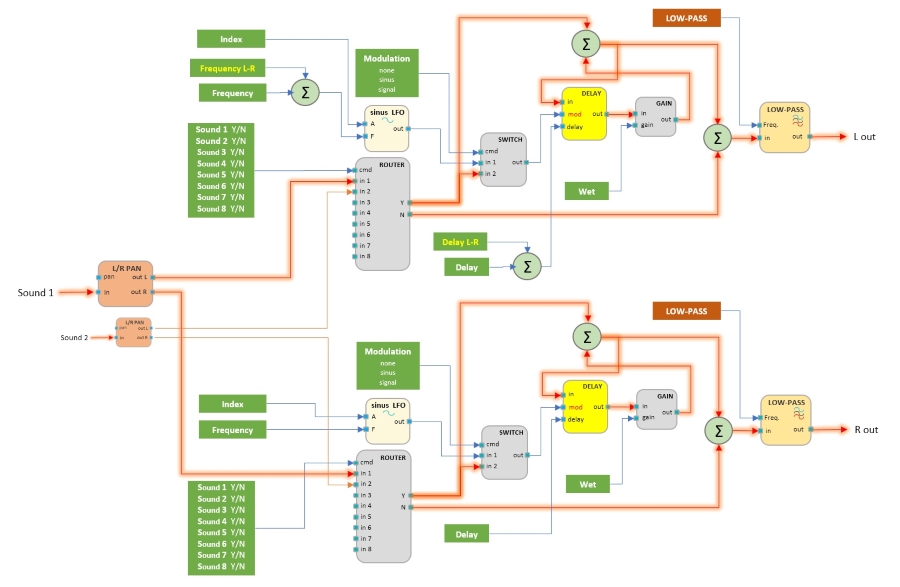 LOW-PASS
Index
Frequency L-R
Frequency
Σ
Modulation
none
sinus
signal
Σ
sinus LFO
A
F
out
DELAY
in
mod
delay
out
GAIN
in
gain
out
LOW-PASS
Freq.
in
out
L out
Σ
Sound 1 Y/N
Sound 2 Y/N
Sound 3 Y/N
Sound 4 Y/N
Sound 5 Y/N
Sound 6 Y/N
Sound 7 Y/N
Sound 8 Y/N
SWITCH
cmd
in 1
in 2
out
ROUTER
cmd
in 1
in 2
in 3
in 4
in 5
in 6
in 7
in 8
Y
N
Wet
Delay L-R
Delay
Σ
L/R PAN
pan
in
out L
out R
Sound 1
L/R PAN
pan
in
out L
out R
Sound 2
LOW-PASS
Σ
Modulation
none
sinus
signal
Index
Frequency
sinus LFO
A
F
out
DELAY
in
mod
delay
out
GAIN
in
gain
out
LOW-PASS
Freq.
in
out
R out
Σ
SWITCH
cmd
in 1
in 2
out
ROUTER
cmd
in 1
in 2
in 3
in 4
in 5
in 6
in 7
in 8
Y
N
Sound 1 Y/N
Sound 2 Y/N
Sound 3 Y/N
Sound 4 Y/N
Sound 5 Y/N
Sound 6 Y/N
Sound 7 Y/N
Sound 8 Y/N
Wet
Delay